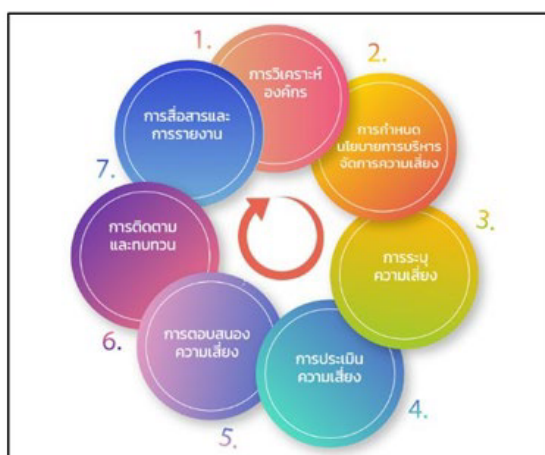 1.
การวิเคราะห์
องค์กร
2.
การกำหนด
นโยบายการบริหาร
จัดการความเสี่ยง
3.
การระบุ
ความเสี่ยง
4.
การประเมิน
ความเสี่ยง
5.
การตอบสนอง
ความเสี่ยง
6.
การติดตาม
และทบทวน
7.
การสื่อสารและ
การรายงาน